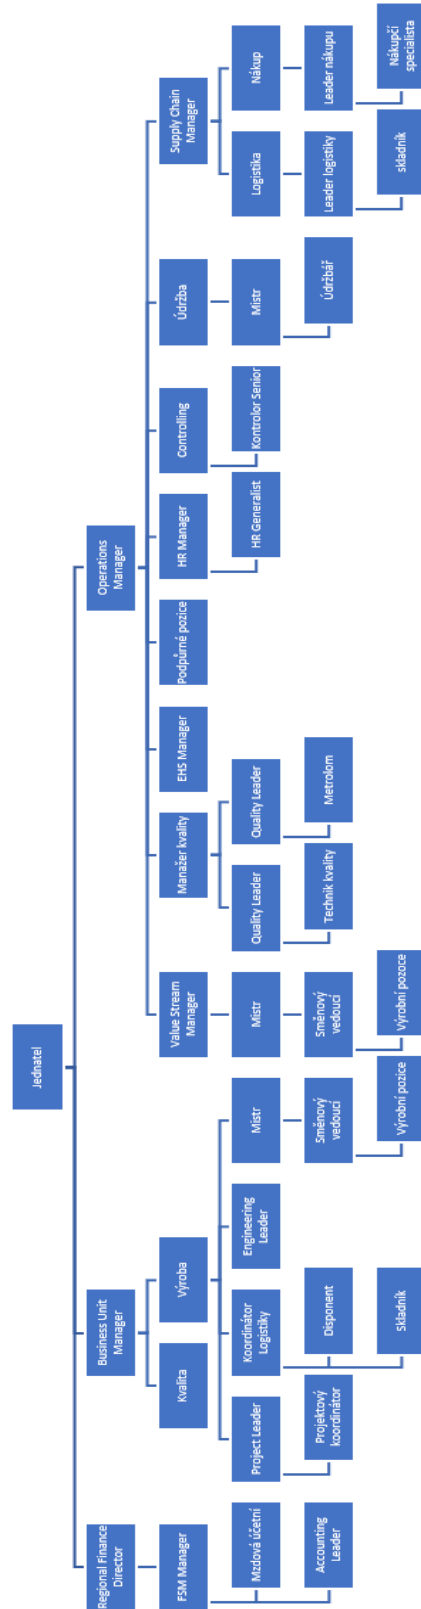 Jednatel
Regional Finance
Director
Business Unit
Manager
Operations
Manager
FSM Manager
Kvalita
Výroba
Value Stream
Manager
Manažer kvality
EHS Manager
Podpůrné pozice
HR Manager
Controlling
Údržba
Supply Chain
Manager
Mzdová účetní
Project Leader
Koordinátor
Logistiky
Engineering
Leader
Mistr
Mistr
Quality Leader
Quality Leader
HR Generalist
Kontrolor Senior
Mistr
Logistika
Nákup
Accounting
Leader
Projektový
koordinátor
Disponent
Směnový
vedoucí
Směnový
vedoucí
Technik kvality
Metrolom
Údržbář
Leader logistiky
Leader nákupu
Skladník
Výrobní pozice
Výrobní pozoce
skladník
Nákupčí
specialista